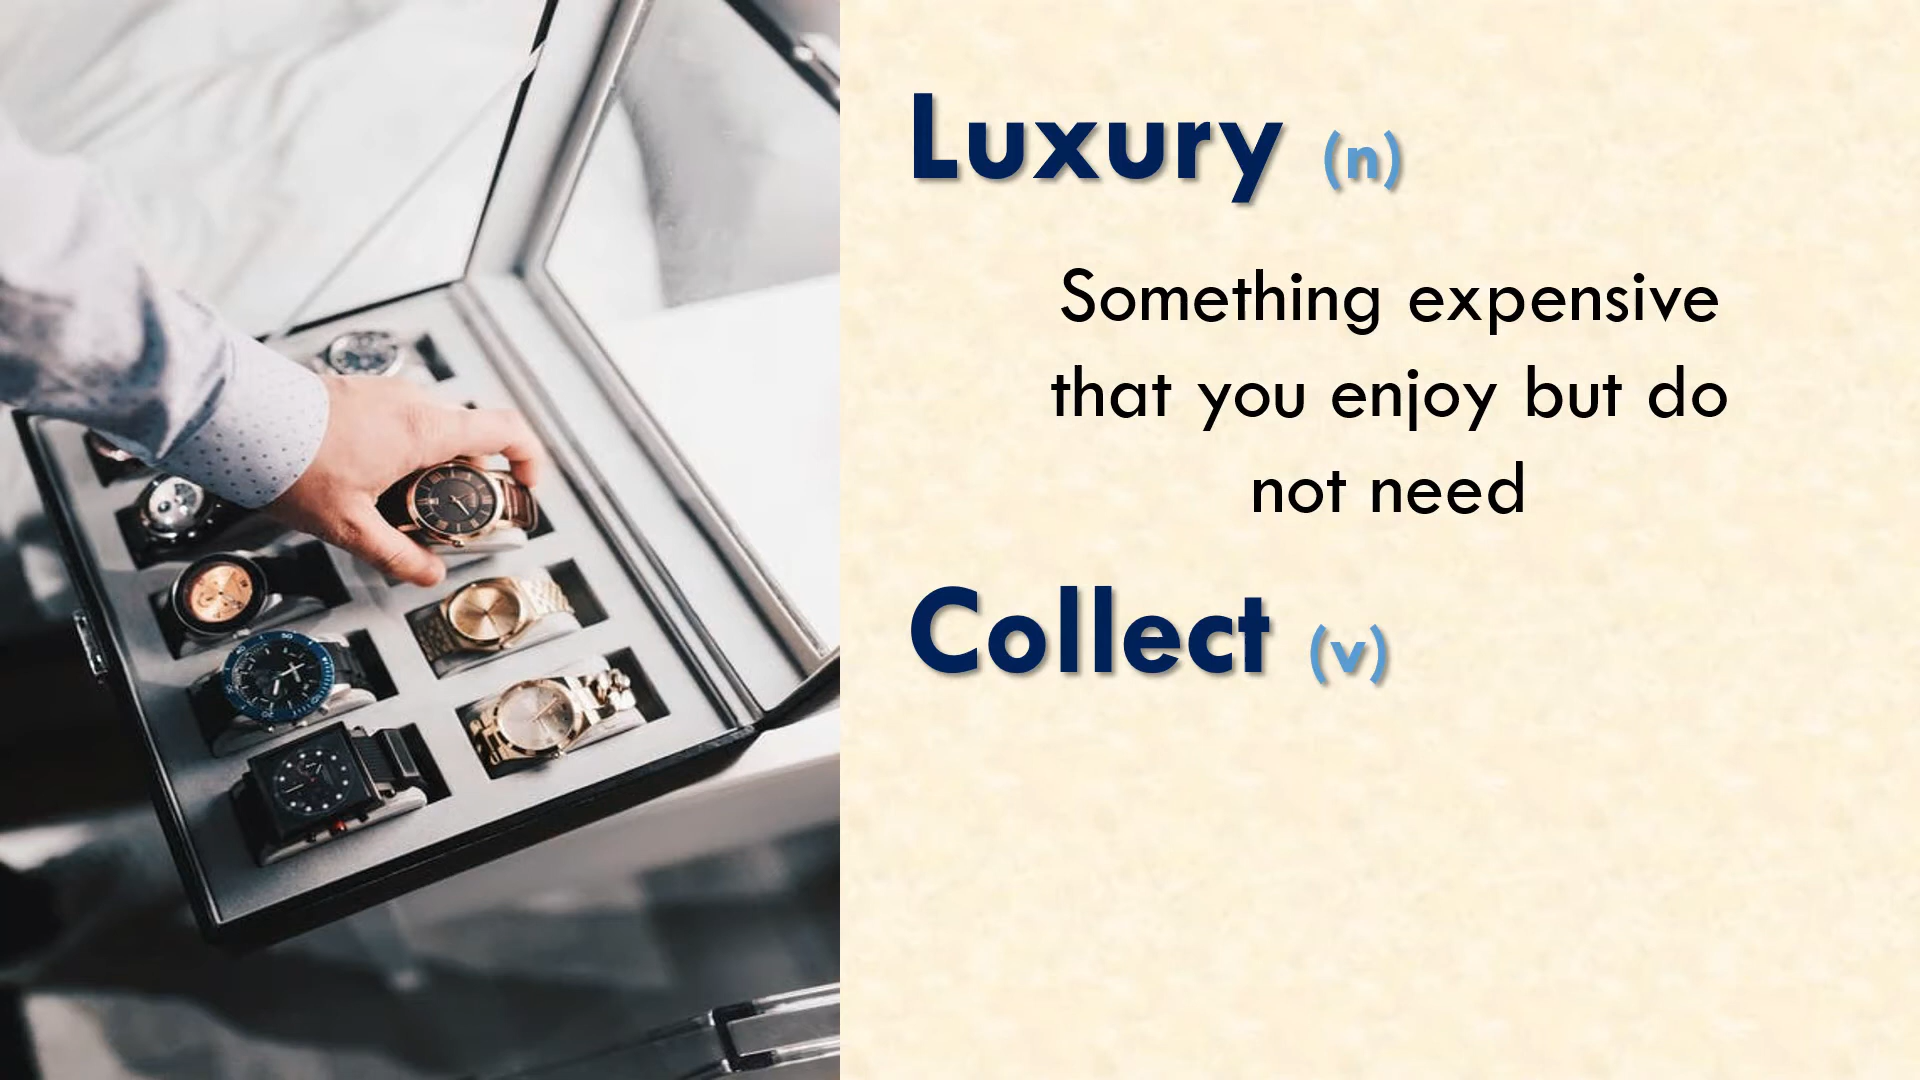 Luxury (n)
Something expensive
that you enjoy but do
not need
Collect (v)